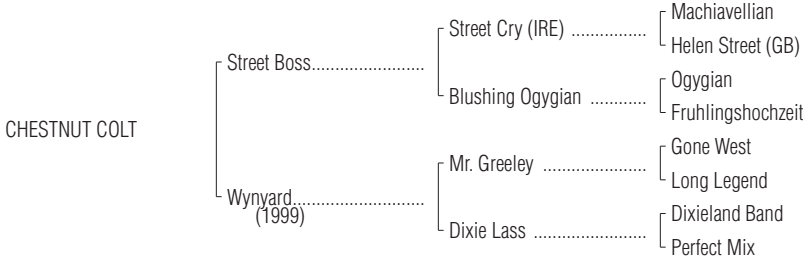 Machiavellian
Street Cry (IRE) ................
Helen Street (GB)
Street Boss........................
Ogygian
Blushing Ogygian ............
Fruhlingshochzeit
CHESTNUT COLT
Gone West
Mr. Greeley ......................
Long Legend
Wynyard............................
(1999)
Dixieland Band
Dixie Lass ........................
Perfect Mix